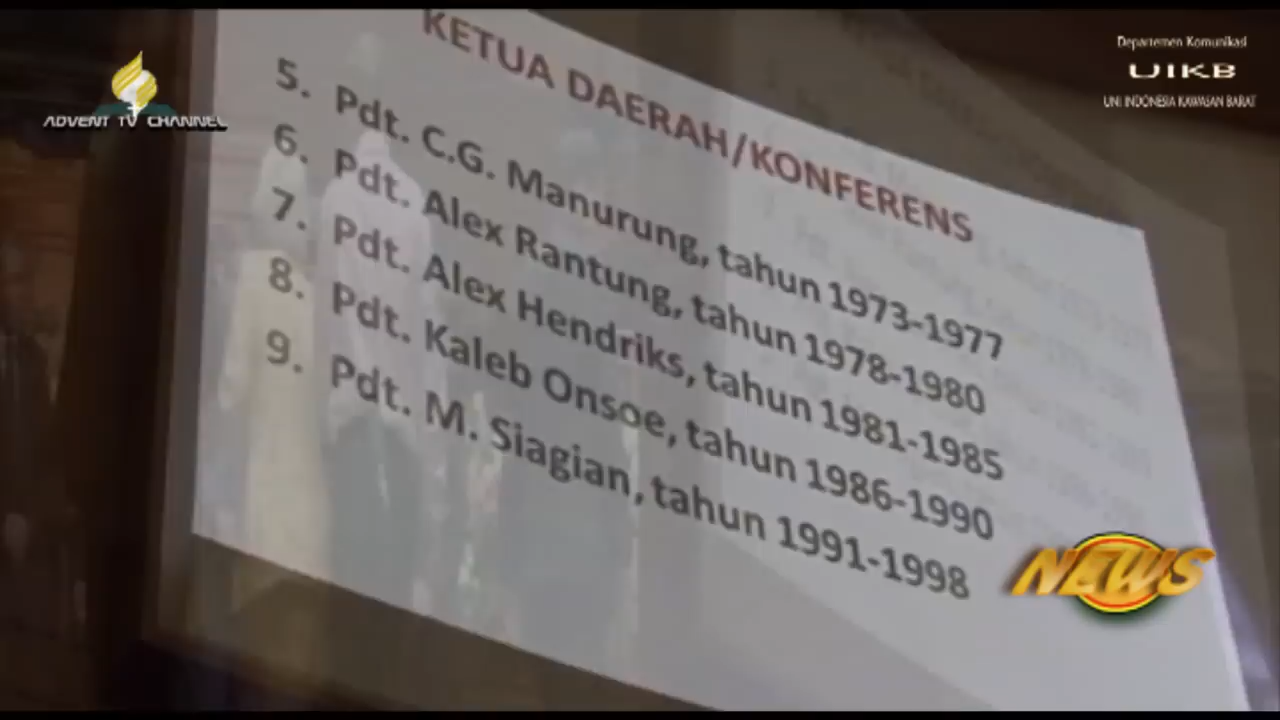 ADVENT TV CHANNEL
Departemen Komunikasi
UIKB
UNI INDONESIA KAWASAN BARAT
KETUA DAERAH/KONFERENS
5. Pdt. C.G. Manurung, tahun 1973-1977
6. Pdt. Alex Rantung, tahun 1978-1980
7. Pdt. Alex Hendriks, tahun 1981-1985
8. Pdt. Kaleb Onsoe, tahun 1986-1990
9. Pdt. M. Siagian, tahun 1991-1998
NEWS